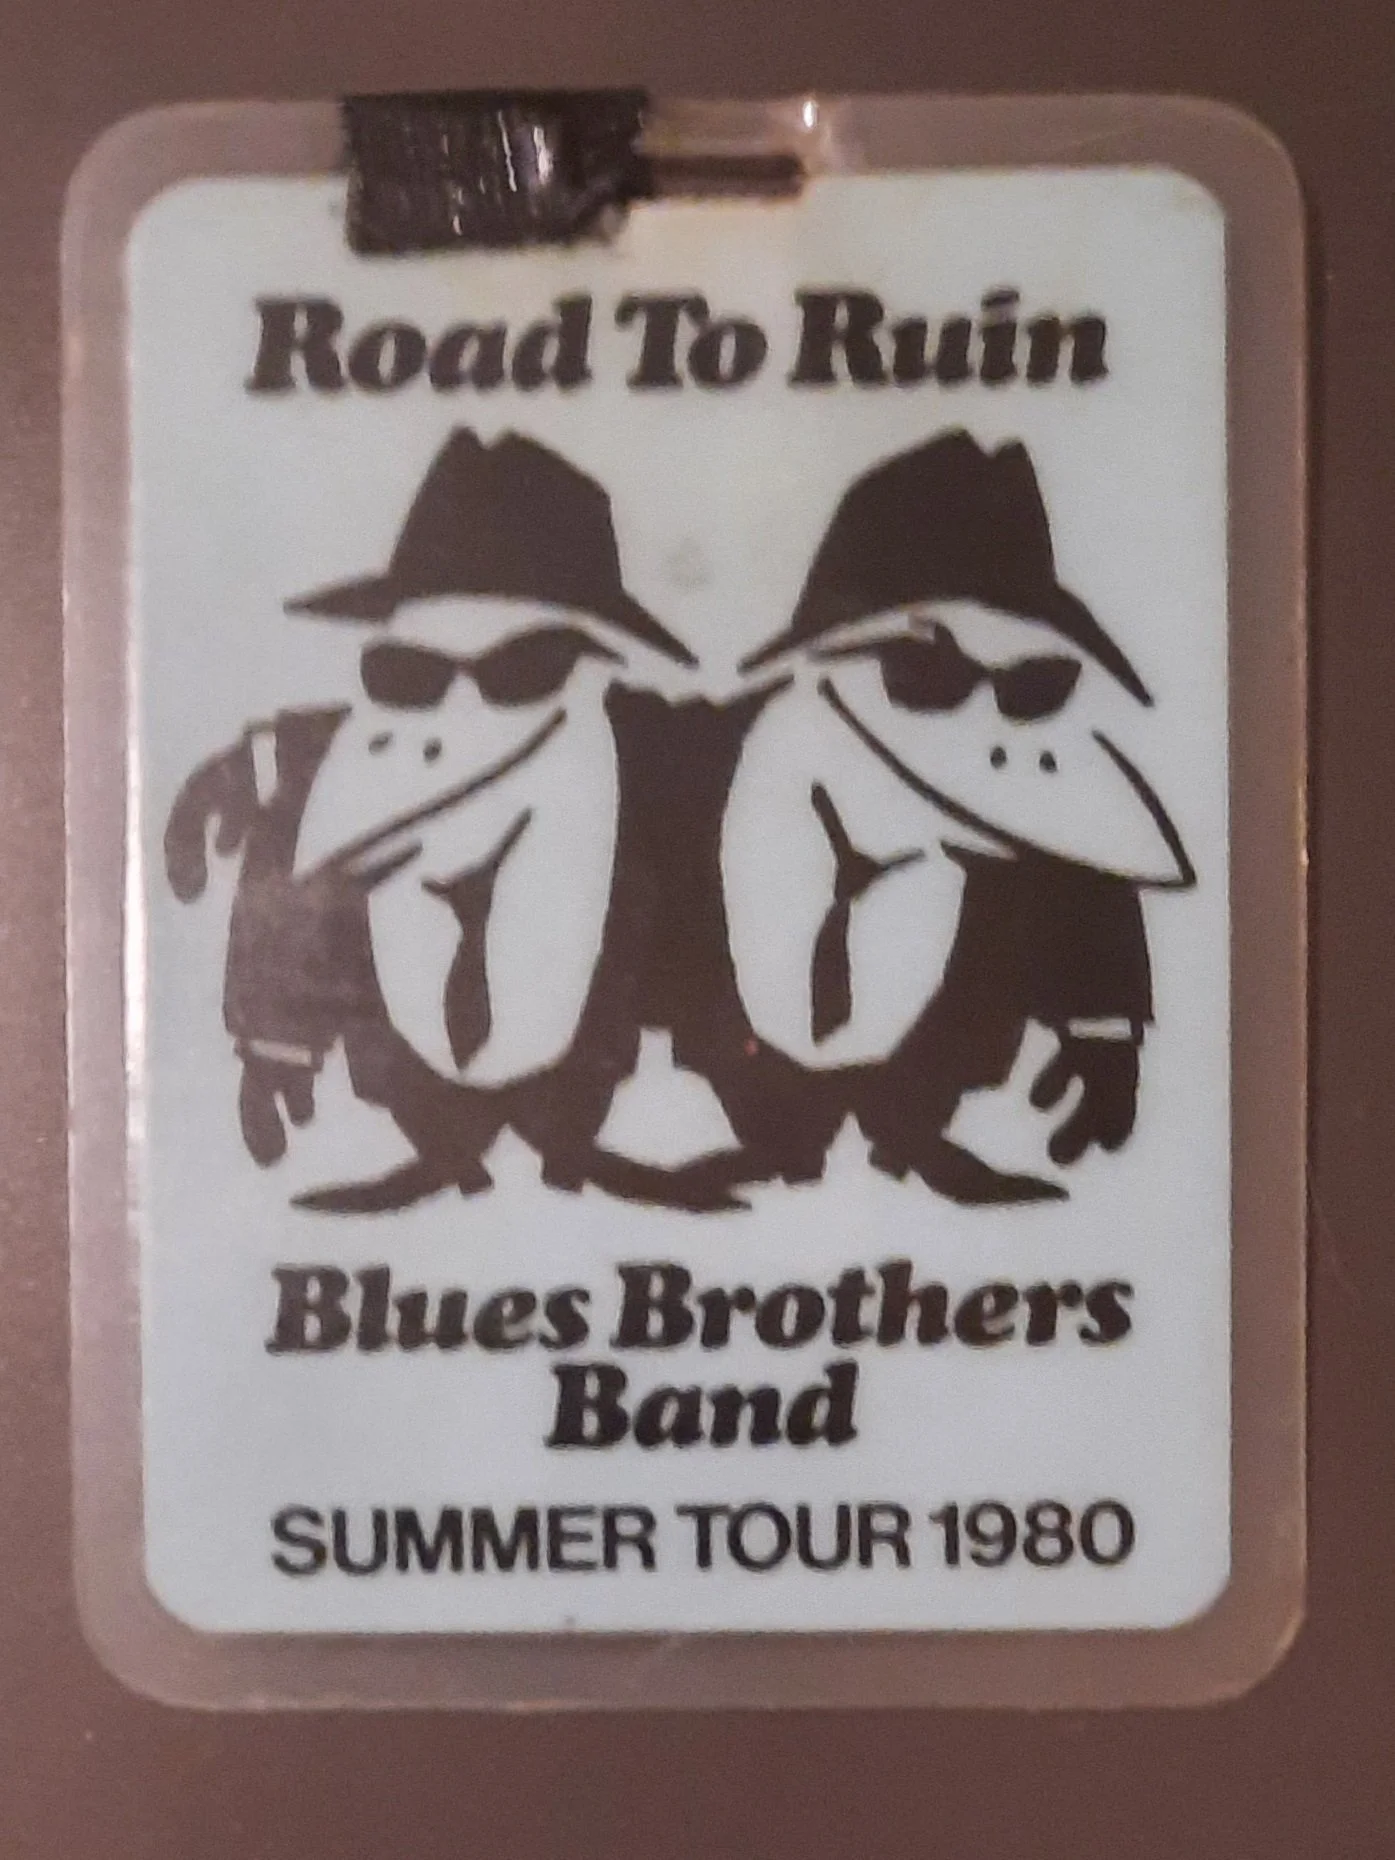 Road To Ruin
Blues Brothers
Band
SUMMER TOUR 1980